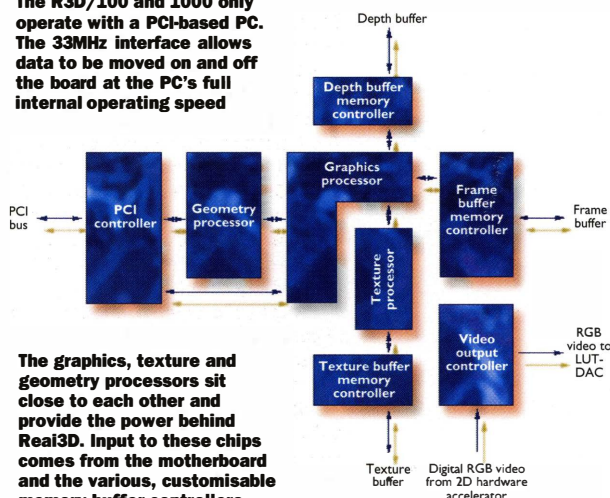 The R3D/100 and 1000 only
operate with a PCI-based PC.
The 33MHz interface allows
data to be moved on and off
the board at the PC's full
internal operating speed
Depth buffer
Depth buffer
memory
controller
Graphics
processor
PCI
bus
PCI
controller
Geometry
processor
Frame
buffer
memory
controller
Frame
buffer
Texture
processor
Video
output
controller
RGB
video to
LUT-
DAC
Texture buffer
memory
controller
Texture
buffer
Digital RGB video
from 2D hardware
accelerator
The graphics, texture and
geometry processors sit
close to each other and
provide the power behind
Reai3D. Input to these chips
comes from the motherboard
and the various, customisable
memory buffer controllers